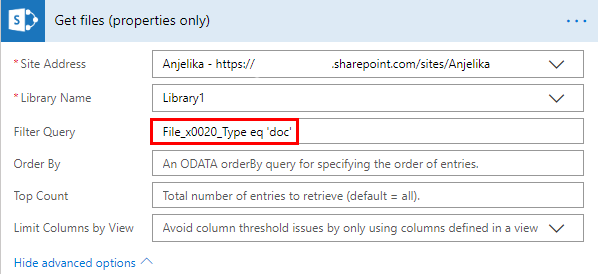 Get files (properties only)
* Site Address
Anjelika - https:// .sharepoint.com/sites/Anjelika
* Library Name
Library1
Filter Query
File_x0020_Type eq 'doc'
Order By
An ODATA orderBy query for specifying the order of entries.
Top Count
Total number of entries to retrieve (default = all).
Limit Columns by View
Avoid column threshold issues by only using columns defined in a view
Hide advanced options